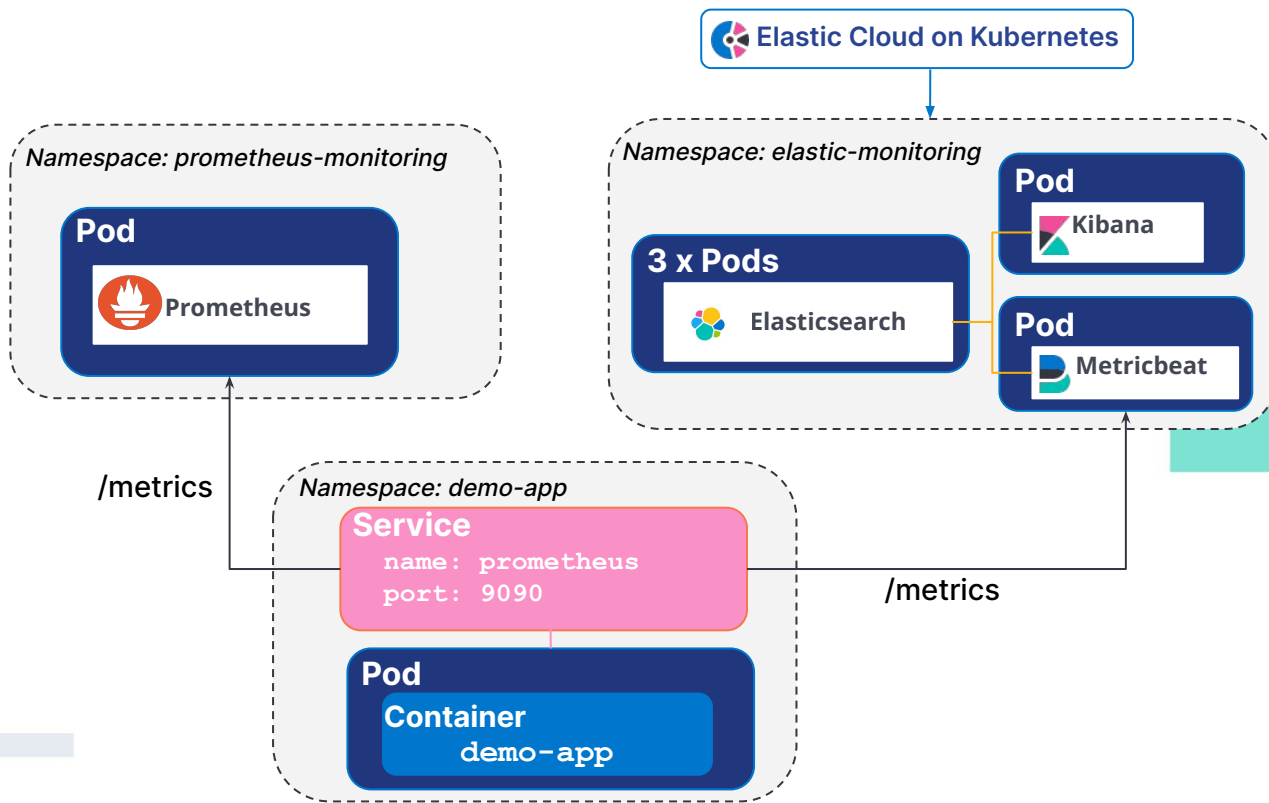 Elastic Cloud on Kubernetes
Namespace: prometheus-monitoring
Pod
Prometheus
Namespace: elastic-monitoring
3 x Pods
Elasticsearch
Pod
Kibana
Pod
Metricbeat
/metrics
/metrics
Namespace: demo-app
Service
name: prometheus
port: 9090
Pod
Container
demo-app